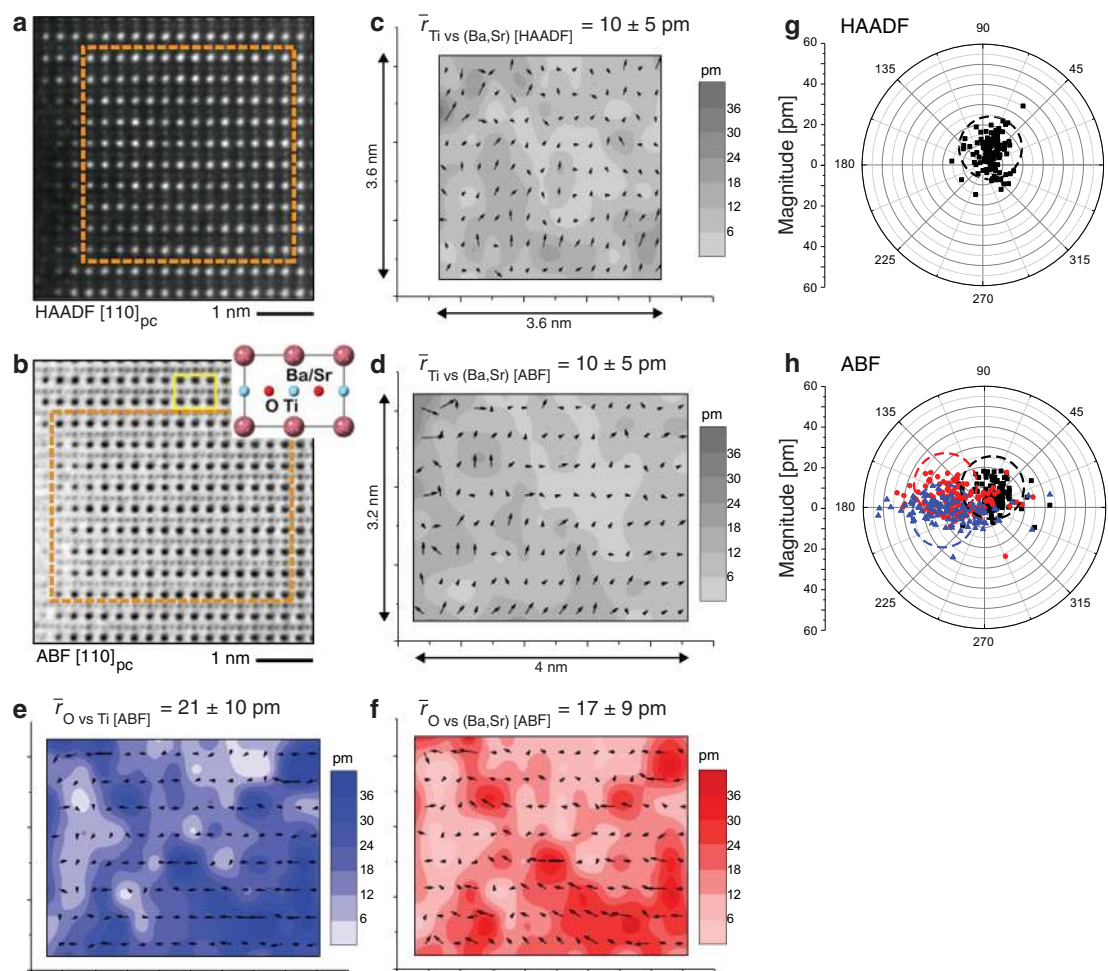 a
HAADF [110]pc
1 nm
b
Ba/Sr
O Ti
ABF [110]pc
1 nm
c
r̅ Ti vs (Ba,Sr) [HAADF] = 10 ± 5 pm
pm
36
30
24
18
12
6
3.6 nm
3.6 nm
d
r̅ Ti vs (Ba,Sr) [ABF] = 10 ± 5 pm
pm
36
30
24
18
12
6
3.2 nm
4 nm
e
r̅ O vs Ti [ABF] = 21 ± 10 pm
pm
36
30
24
18
12
6
f
r̅ O vs (Ba,Sr) [ABF] = 17 ± 9 pm
pm
36
30
24
18
12
6
g HAADF
Magnitude [pm]
60
40
20
0
20
40
60
90
45
135
180
225
315
270
h ABF
Magnitude [pm]
60
40
20
0
20
40
60
90
45
135
180
225
315
270